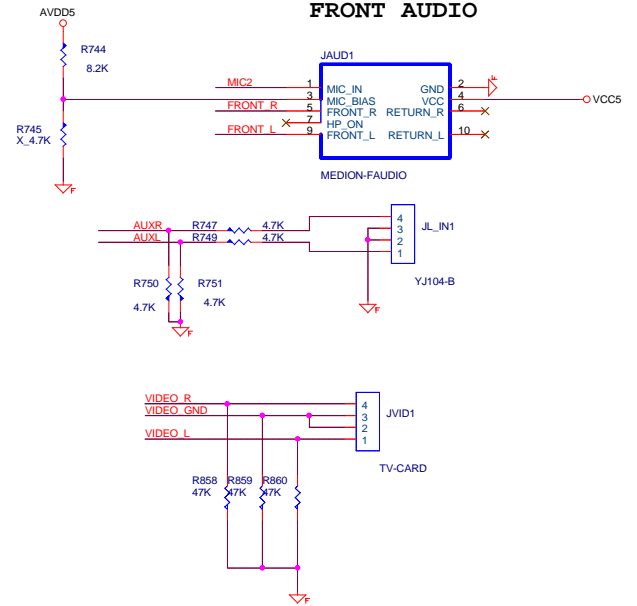 FRONT AUDIO
AVDD5
R744
8.2K
R745
X_4.7K
F
JAUD1
MIC2 1 MIC_IN GND 2 F
3 MIC_BIAS VCC 4 VCC5
FRONT_R 5 FRONT_R RETURN_R 6
7 HP_ON
FRONT_L 9 FRONT_L RETURN_L 10
MEDION-FAUDIO
AUXR R747 4.7K 4
3 JL_IN1
AUXL R749 4.7K 2
1
R750 R751
4.7K 4.7K
YJ104-B
F
F
VIDEO_R 4
VIDEO_GND 3 JVID1
2
VIDEO_L 1
TV-CARD
R858 R859 R860
47K 47K 47K
F